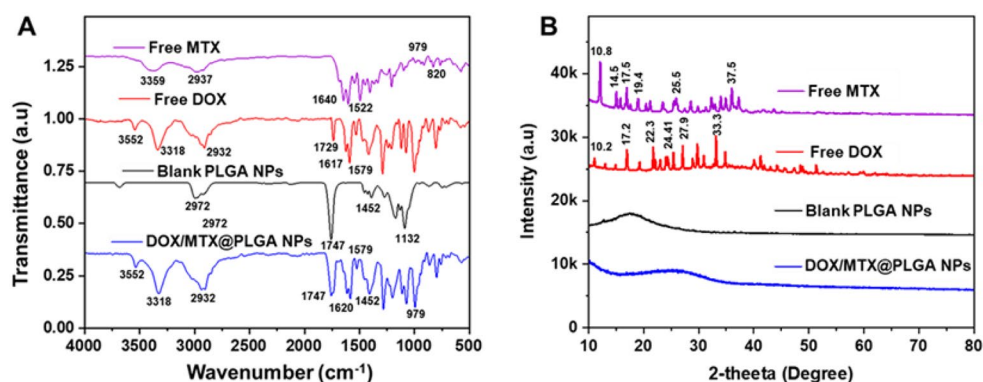 A
Transmittance (a.u)
1.25
1.00
0.75
0.50
0.25
0.00
Free MTX
3359
2937
1640
1522
979
820
Free DOX
3552
3318
2932
1729
1617
1579
Blank PLGA NPs
2972
2972
1747
1452
1132
DOX/MTX@PLGA NPs
3552
3318
2932
1747
1579
1620
1452
979
4000 3500 3000 2500 2000 1500 1000 500
Wavenumber (cm⁻¹)
B
Intensity (a.u)
40k
30k
20k
10k
0
10.8
14.5
17.5
19.4
25.5
37.5
Free MTX
10.2
17.2
22.3
24.41
27.9
33.3
Free DOX
Blank PLGA NPs
DOX/MTX@PLGA NPs
10 20 30 40 50 60 70 80
2-theeta (Degree)